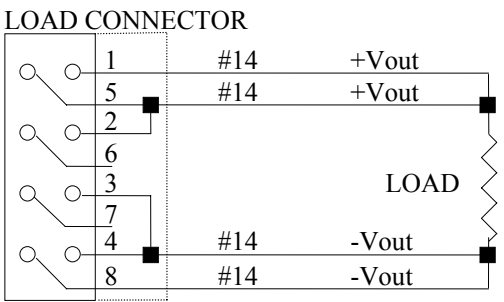 LOAD CONNECTOR
1 #14 +Vout
5 #14 +Vout
2
6
3 LOAD
7
4 #14 -Vout
8 #14 -Vout